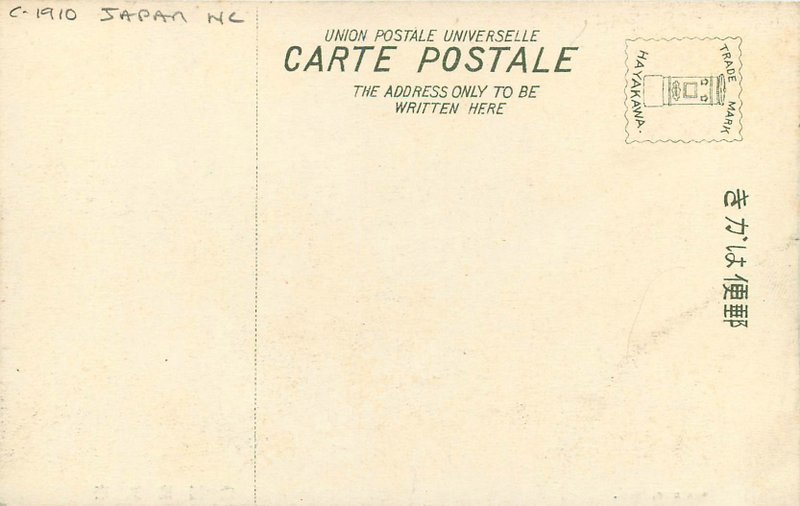 C-1910 JAPAN NC
UNION POSTALE UNIVERSELLE
CARTE POSTALE
THE ADDRESS ONLY TO BE
WRITTEN HERE
TRADE MARK
HAYAKAWA.
きがは便郵